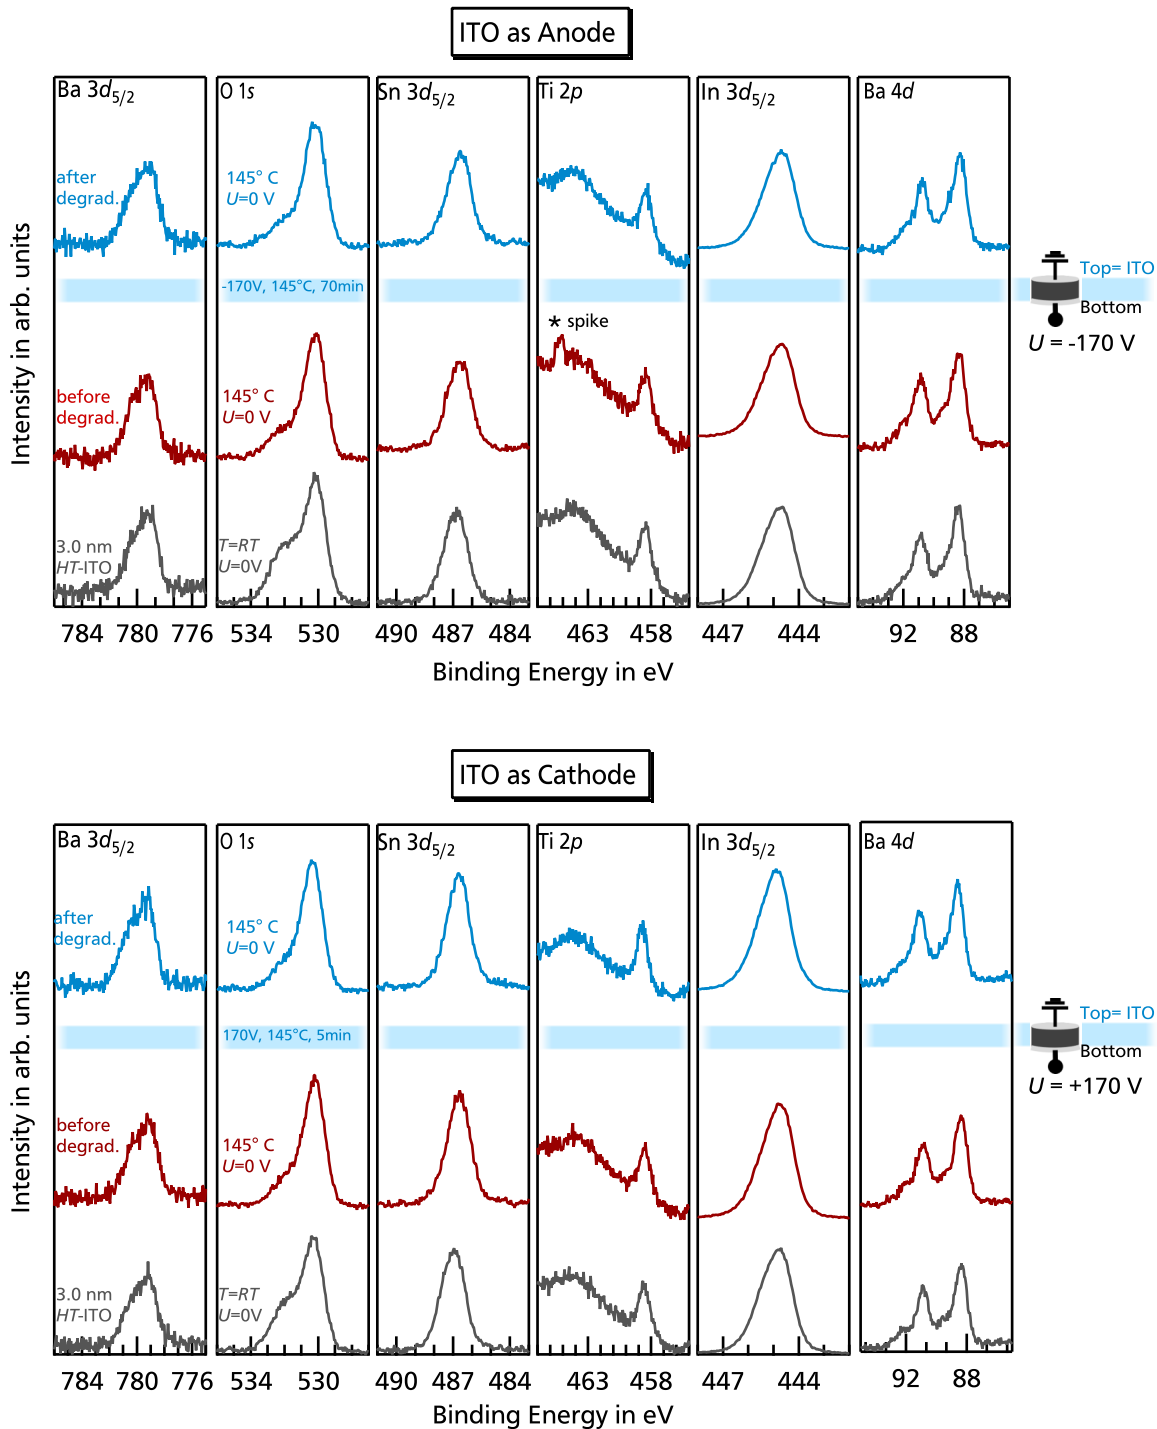 ITO as Anode
Ba 3d5/2
O 1s
Sn 3d5/2
Ti 2p
In 3d5/2
Ba 4d
after
degrad.
145° C
U=0 V
-170V, 145°C, 70min
* spike
before
degrad.
145° C
U=0 V
3.0 nm
HT-ITO
T=RT
U=0V
Top= ITO
Bottom
U = -170 V
Intensity in arb. units
784 780 776
534 530
490 487 484
463 458
447 444
92 88
Binding Energy in eV
ITO as Cathode
Ba 3d5/2
O 1s
Sn 3d5/2
Ti 2p
In 3d5/2
Ba 4d
after
degrad.
145° C
U=0 V
170V, 145°C, 5min
before
degrad.
145° C
U=0 V
3.0 nm
HT-ITO
T=RT
U=0V
Top= ITO
Bottom
U = +170 V
Intensity in arb. units
784 780 776
534 530
490 487 484
463 458
447 444
92 88
Binding Energy in eV